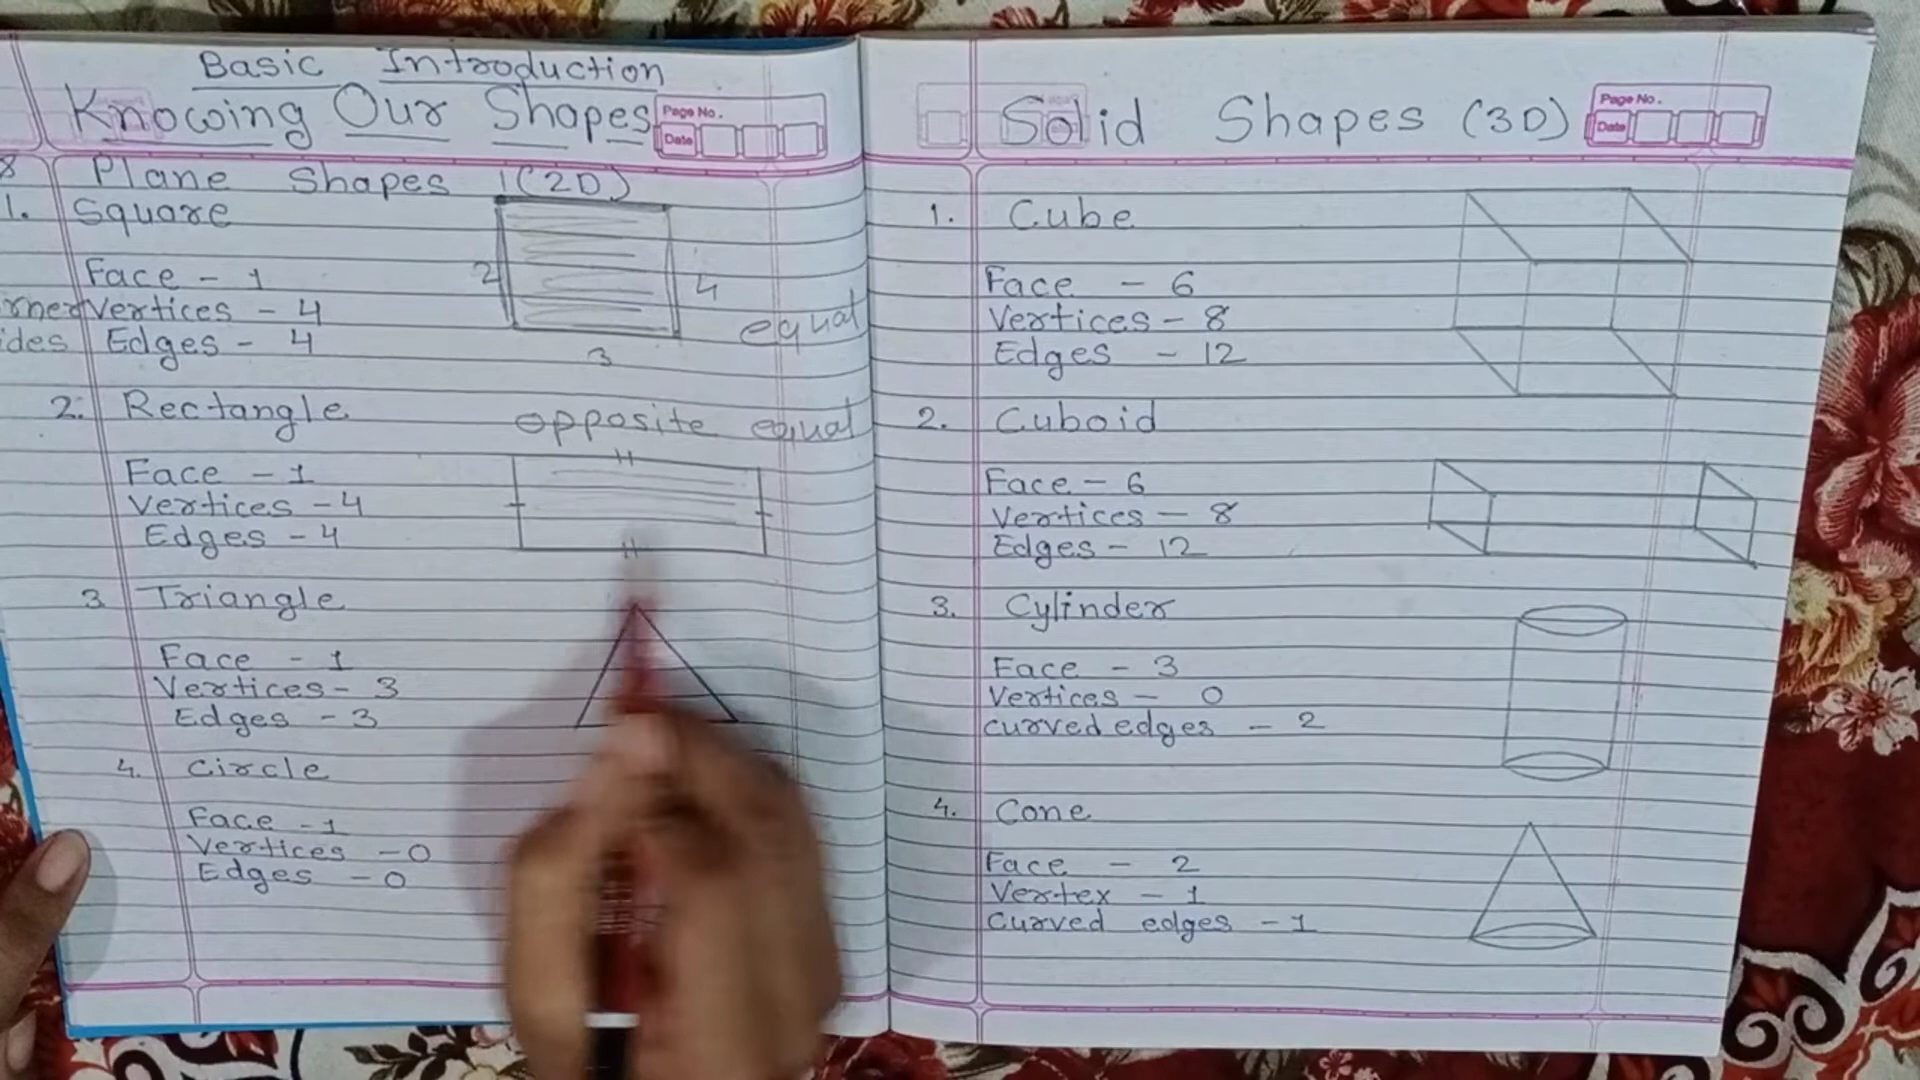 Basic Introduction
Knowing Our Shapes
Page No.
Date
Plane Shapes (2D)
1. Square
Face - 1
Vertices - 4
Edges - 4
2
4
3
equal
2. Rectangle
opposite equal
Face - 1
Vertices - 4
Edges - 4
3 Triangle
Face - 1
Vertices - 3
Edges - 3
4. Circle
Face - 1
Vertices - 0
Edges - 0
Solid Shapes (3D)
Page No.
Date
1. Cube
Face - 6
Vertices - 8
Edges - 12
2. Cuboid
Face - 6
Vertices - 8
Edges - 12
3. Cylinder
Face - 3
Vertices - 0
curved edges - 2
4. Cone
Face - 2
Vertex - 1
Curved edges - 1